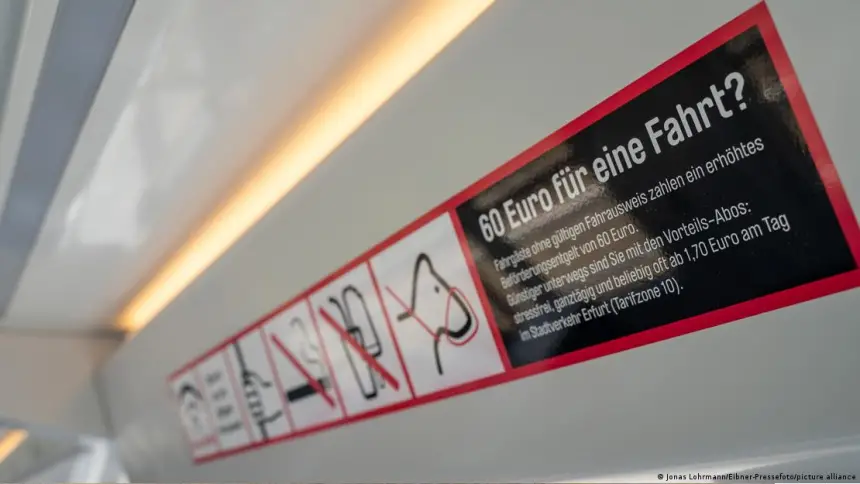 60 Euro für eine Fahrt?
Fahrgäste ohne gültigen Fahrausweis zahlen ein erhöhtes
Beförderungsentgelt von 60 Euro.
Günstiger unterwegs sind Sie mit den Vorteils-Abos:
stressfrei, ganztägig und beliebig oft ab 1,70 Euro am Tag
im Stadtverkehr Erfurt (Tarifzone 10).
© Jonas Lohrmann/Eibner-Pressefoto/picture alliance